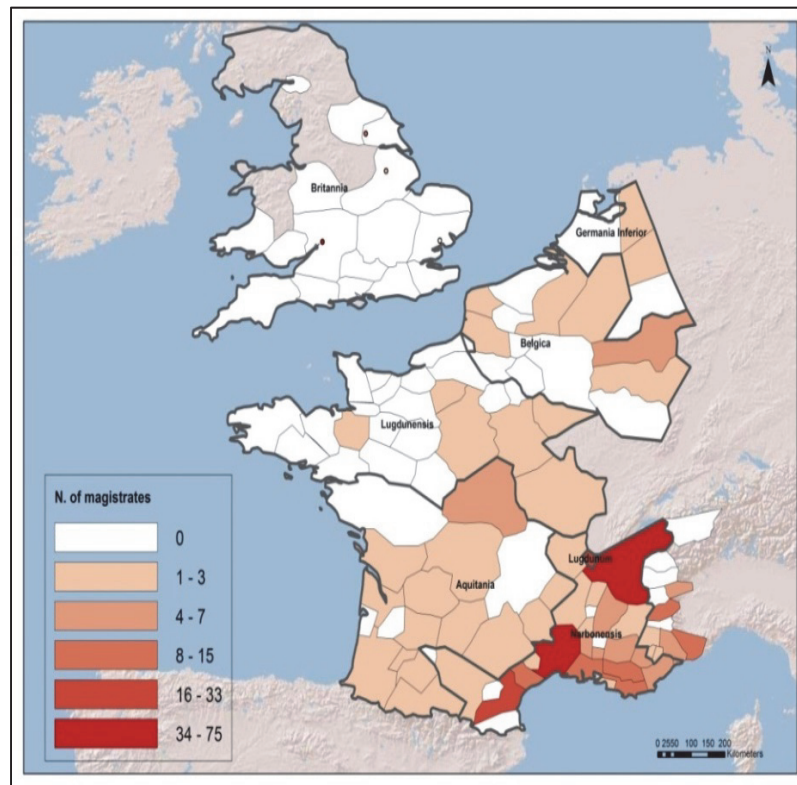 N
Britannia
Germania Inferior
Belgica
Lugdunensis
Lugdunum
Aquitania
Narbonensis
N. of magistrates
0
1 - 3
4 - 7
8 - 15
16 - 33
34 - 75
0 2550 100 150 200
Kilometers